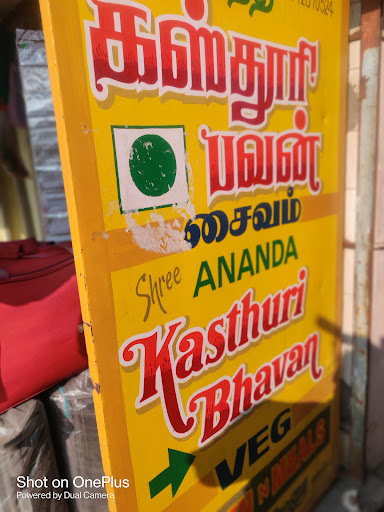 கஸ்தூரி
பவன்
சைவம்
Shree ANANDA
Kasthuri
Bhavan
VEG
MEALS
Shot on OnePlus
Powered by Dual Camera